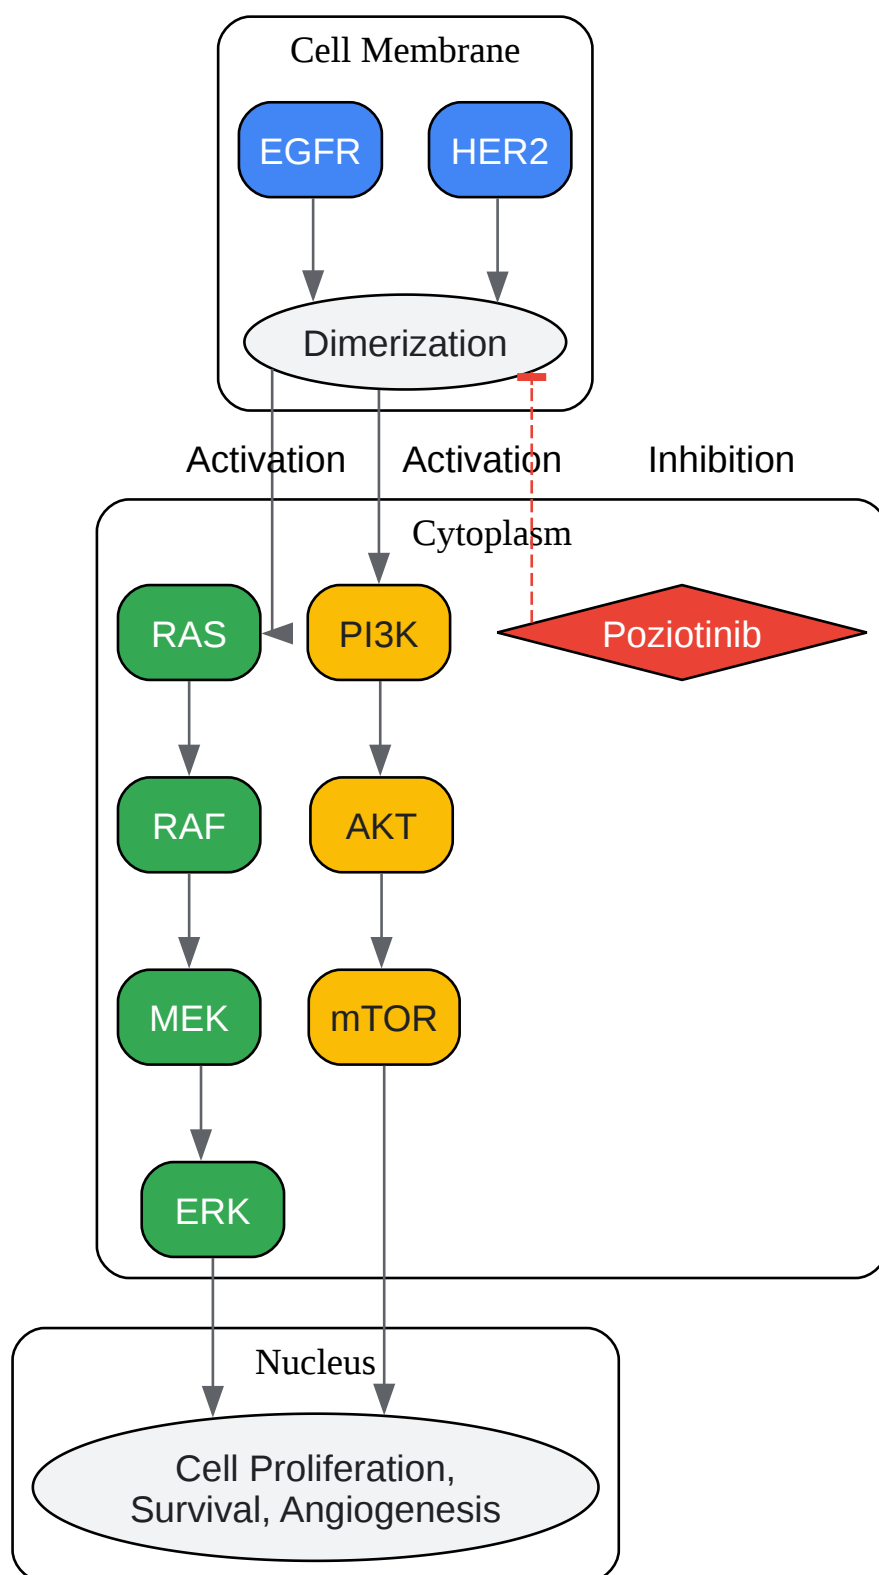 Cell Membrane
EGFR
HER2
Dimerization
Activation
Activation
Inhibition
Cytoplasm
RAS
PI3K
Poziotinib
RAF
AKT
MEK
mTOR
ERK
Nucleus
Cell Proliferation,
Survival, Angiogenesis